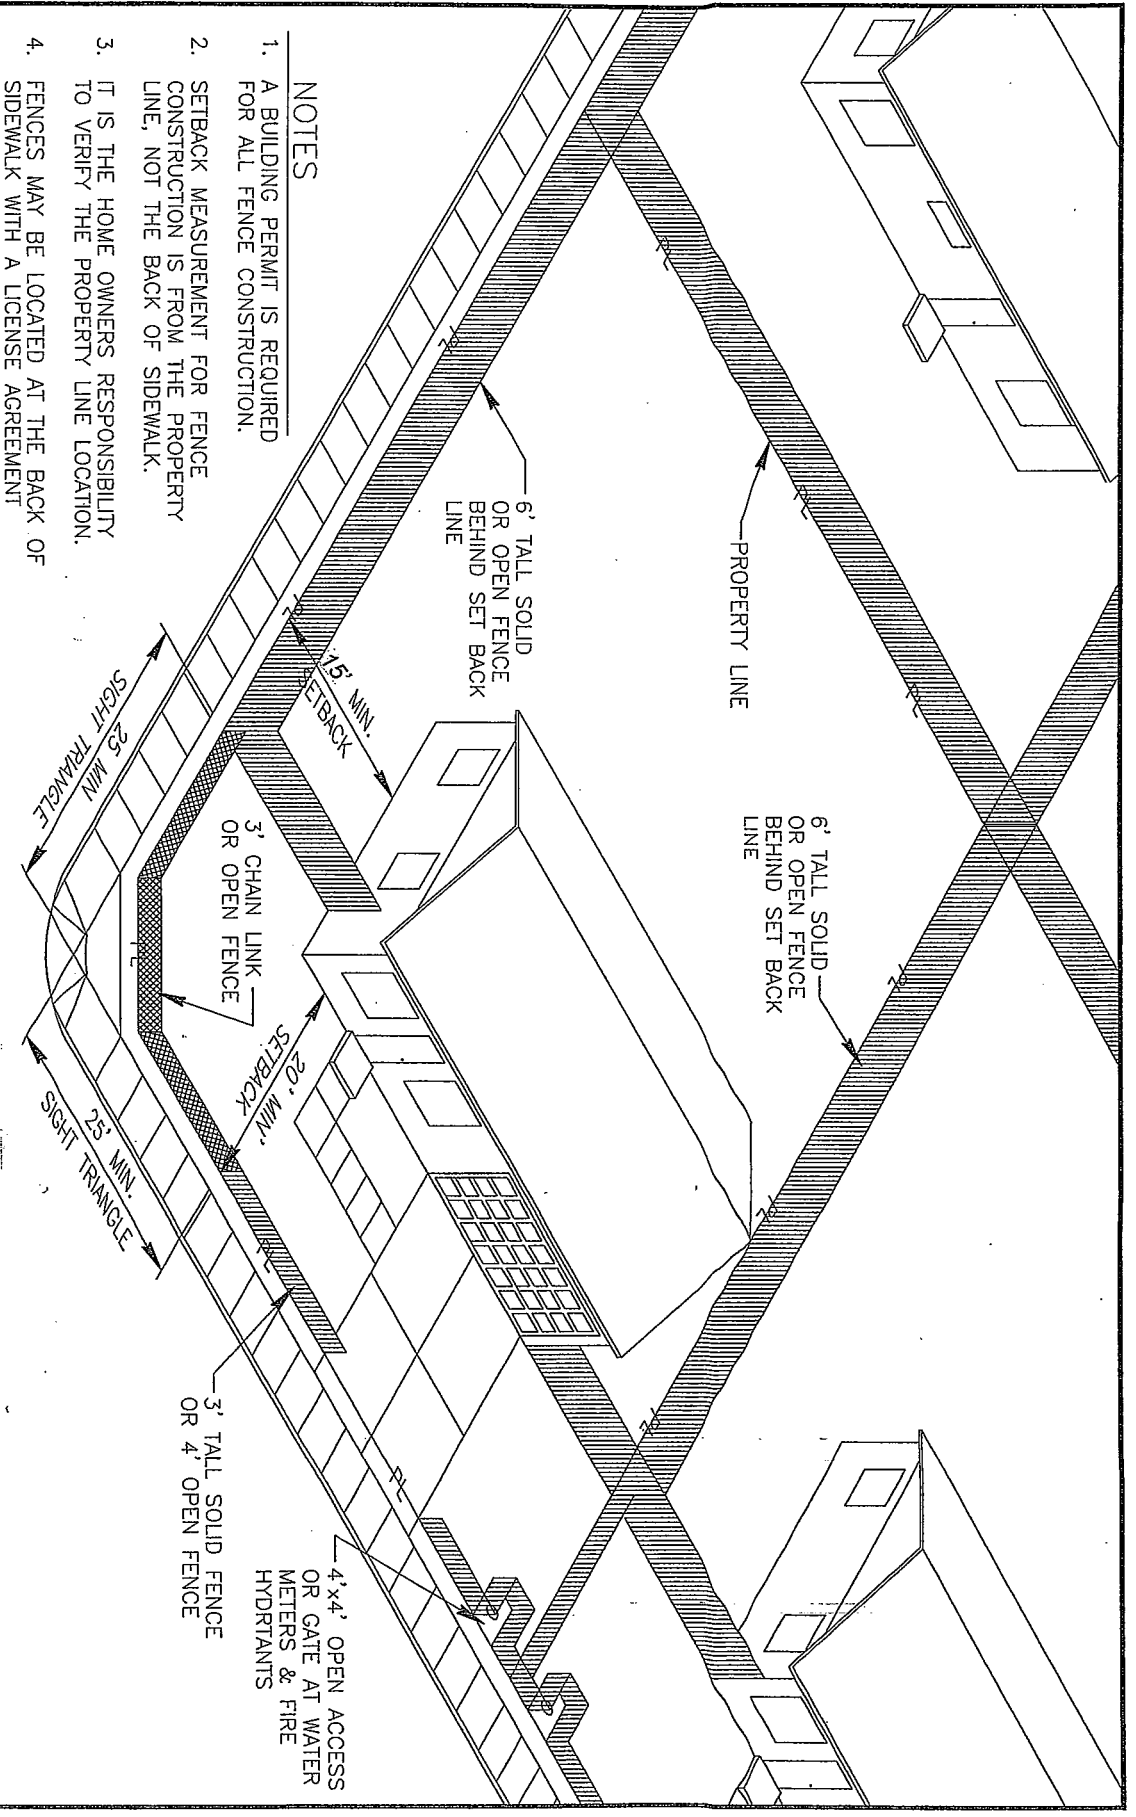 NOTES
1. A BUILDING PERMIT IS REQUIRED
FOR ALL FENCE CONSTRUCTION.
2. SETBACK MEASUREMENT FOR FENCE
CONSTRUCTION IS FROM THE PROPERTY
LINE, NOT THE BACK OF SIDEWALK.
3. IT IS THE HOME OWNERS RESPONSIBILITY
TO VERIFY THE PROPERTY LINE LOCATION.
4. FENCES MAY BE LOCATED AT THE BACK OF
SIDEWALK WITH A LICENSE AGREEMENT
PROPERTY LINE
6' TALL SOLID
OR OPEN FENCE
BEHIND SET BACK
LINE
6' TALL SOLID
OR OPEN FENCE
BEHIND SET BACK
LINE
15' MIN.
SETBACK
3' CHAIN LINK
OR OPEN FENCE
20' MIN'
SETBACK
25 MIN
SIGHT TRIANGLE
25' MIN.
SIGHT TRIANGLE
3' TALL SOLID FENCE
OR 4' OPEN FENCE
4'x4' OPEN ACCESS
OR GATE AT WATER
METERS & FIRE
HYDRTANTS
PL
PL
PL
PL
PL
PL
PL
PL
PL
PL
PL